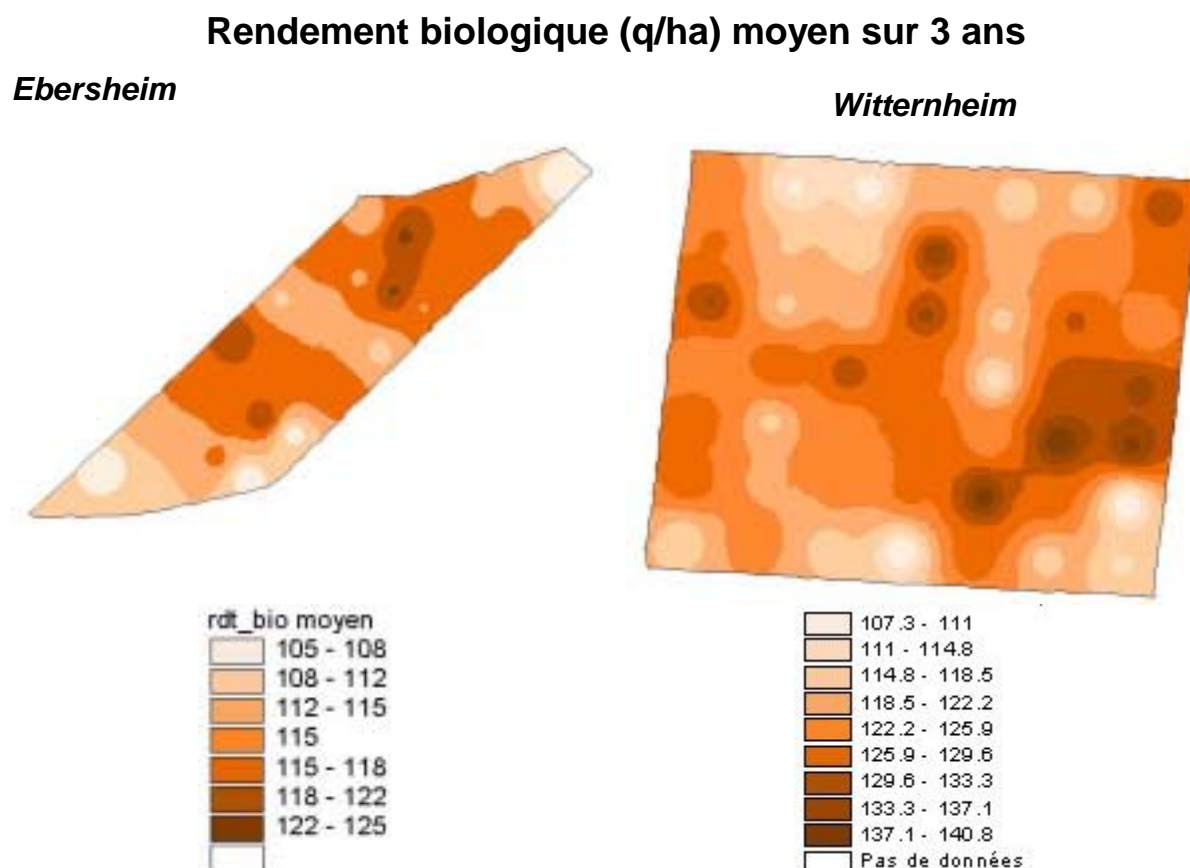 Rendement biologique (q/ha) moyen sur 3 ans
Ebersheim
Witternheim
rdt_bio moyen
105 - 108
108 - 112
112 - 115
115
115 - 118
118 - 122
122 - 125
107.3 - 111
111 - 114.8
114.8 - 118.5
118.5 - 122.2
122.2 - 125.9
125.9 - 129.6
129.6 - 133.3
133.3 - 137.1
137.1 - 140.8
Pas de données